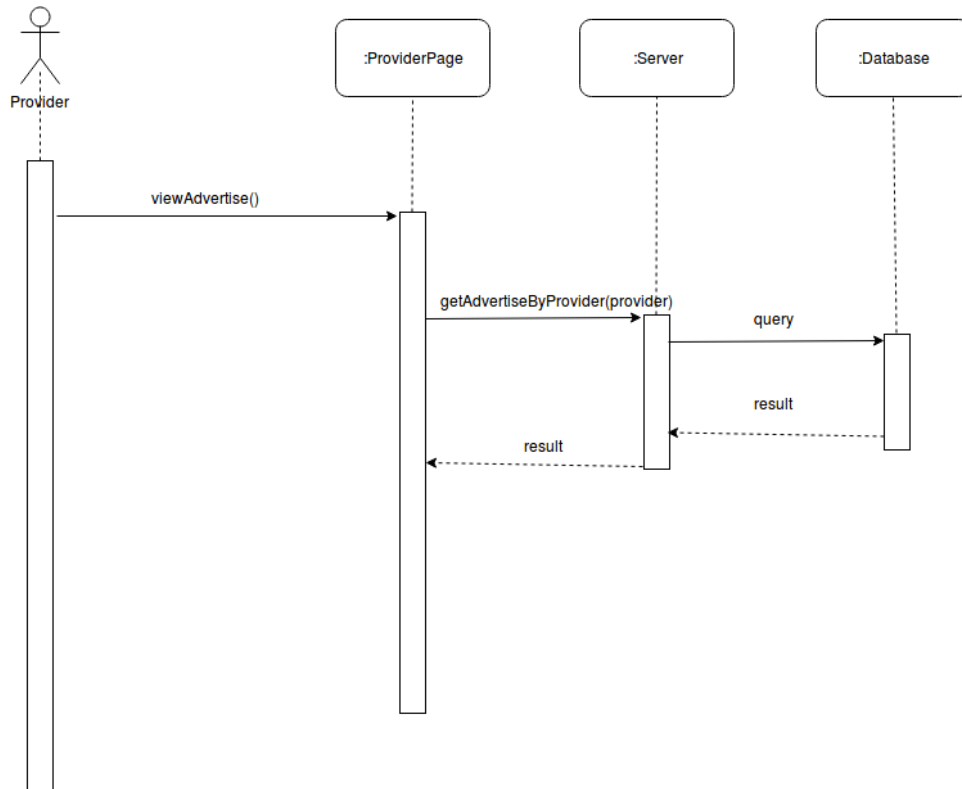 :ProviderPage
:Server
:Database
Provider
viewAdvertise()
getAdvertiseByProvider(provider)
query
result
result